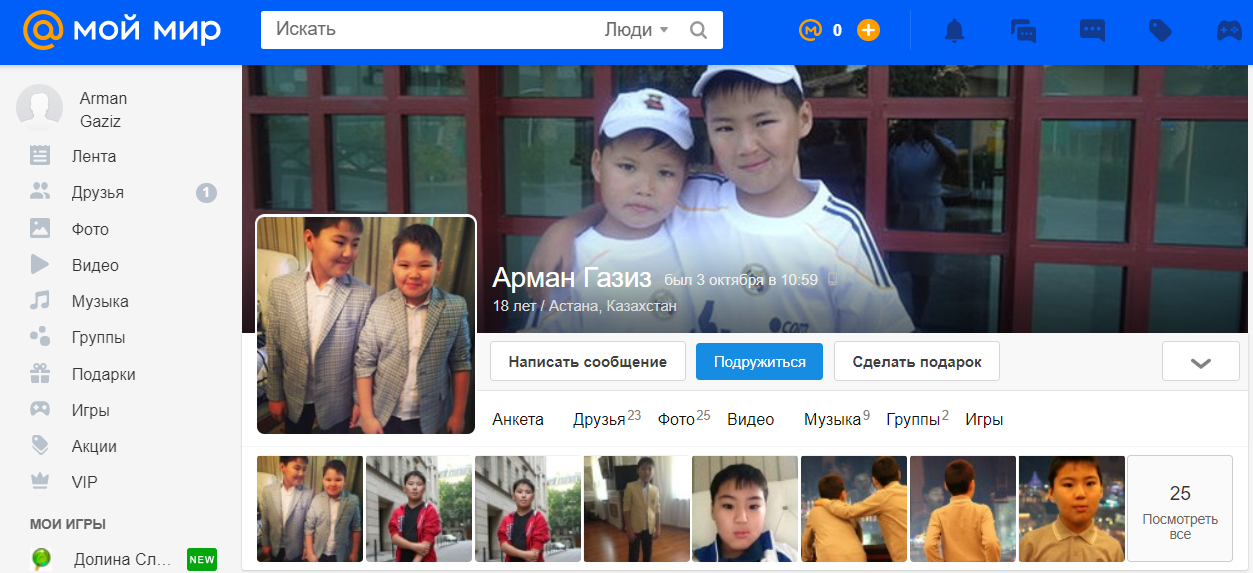 @ мой мир
Искать
Люди
0
Arman
Gaziz
Лента
Друзья
1
Фото
Видео
Музыка
Группы
Подарки
Игры
Акции
VIP
МОИ ИГРЫ
Долина Сл...
NEW
Арман Газиз был 3 октября в 10:59
18 лет / Астана, Казахстан
Написать сообщение
Подружиться
Сделать подарок
Анкета Друзья 23 Фото 25 Видео Музыка 9 Группы 2 Игры
25
Посмотреть
все
.com